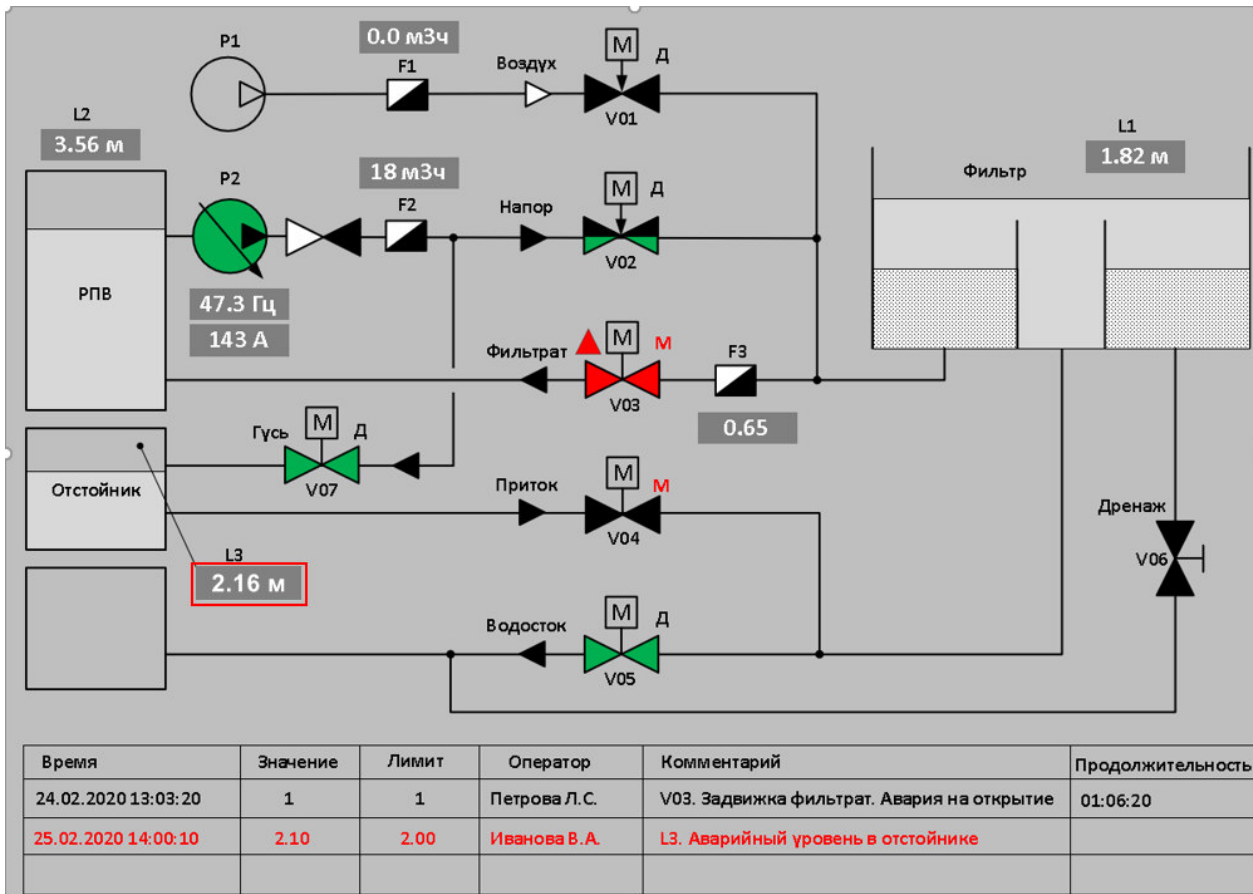 P1
0.0 м3ч
F1
Воздух
М
Д
V01
L2
3.56 м
L1
1.82 м
Фильтр
P2
18 м3ч
F2
Напор
М
Д
V02
РПВ
47.3 Гц
143 А
Фильтрат
М
М
V03
F3
0.65
Гусь
М
Д
V07
Отстойник
Приток
М
М
V04
Дренаж
V06
L3
2.16 м
Водосток
М
Д
V05
Время Значение Лимит Оператор Комментарий Продолжительность
24.02.2020 13:03:20 1 1 Петрова Л.С. V03. Задвижка фильтрат. Авария на открытие 01:06:20
25.02.2020 14:00:10 2.10 2.00 Иванова В.А. L3. Аварийный уровень в отстойнике